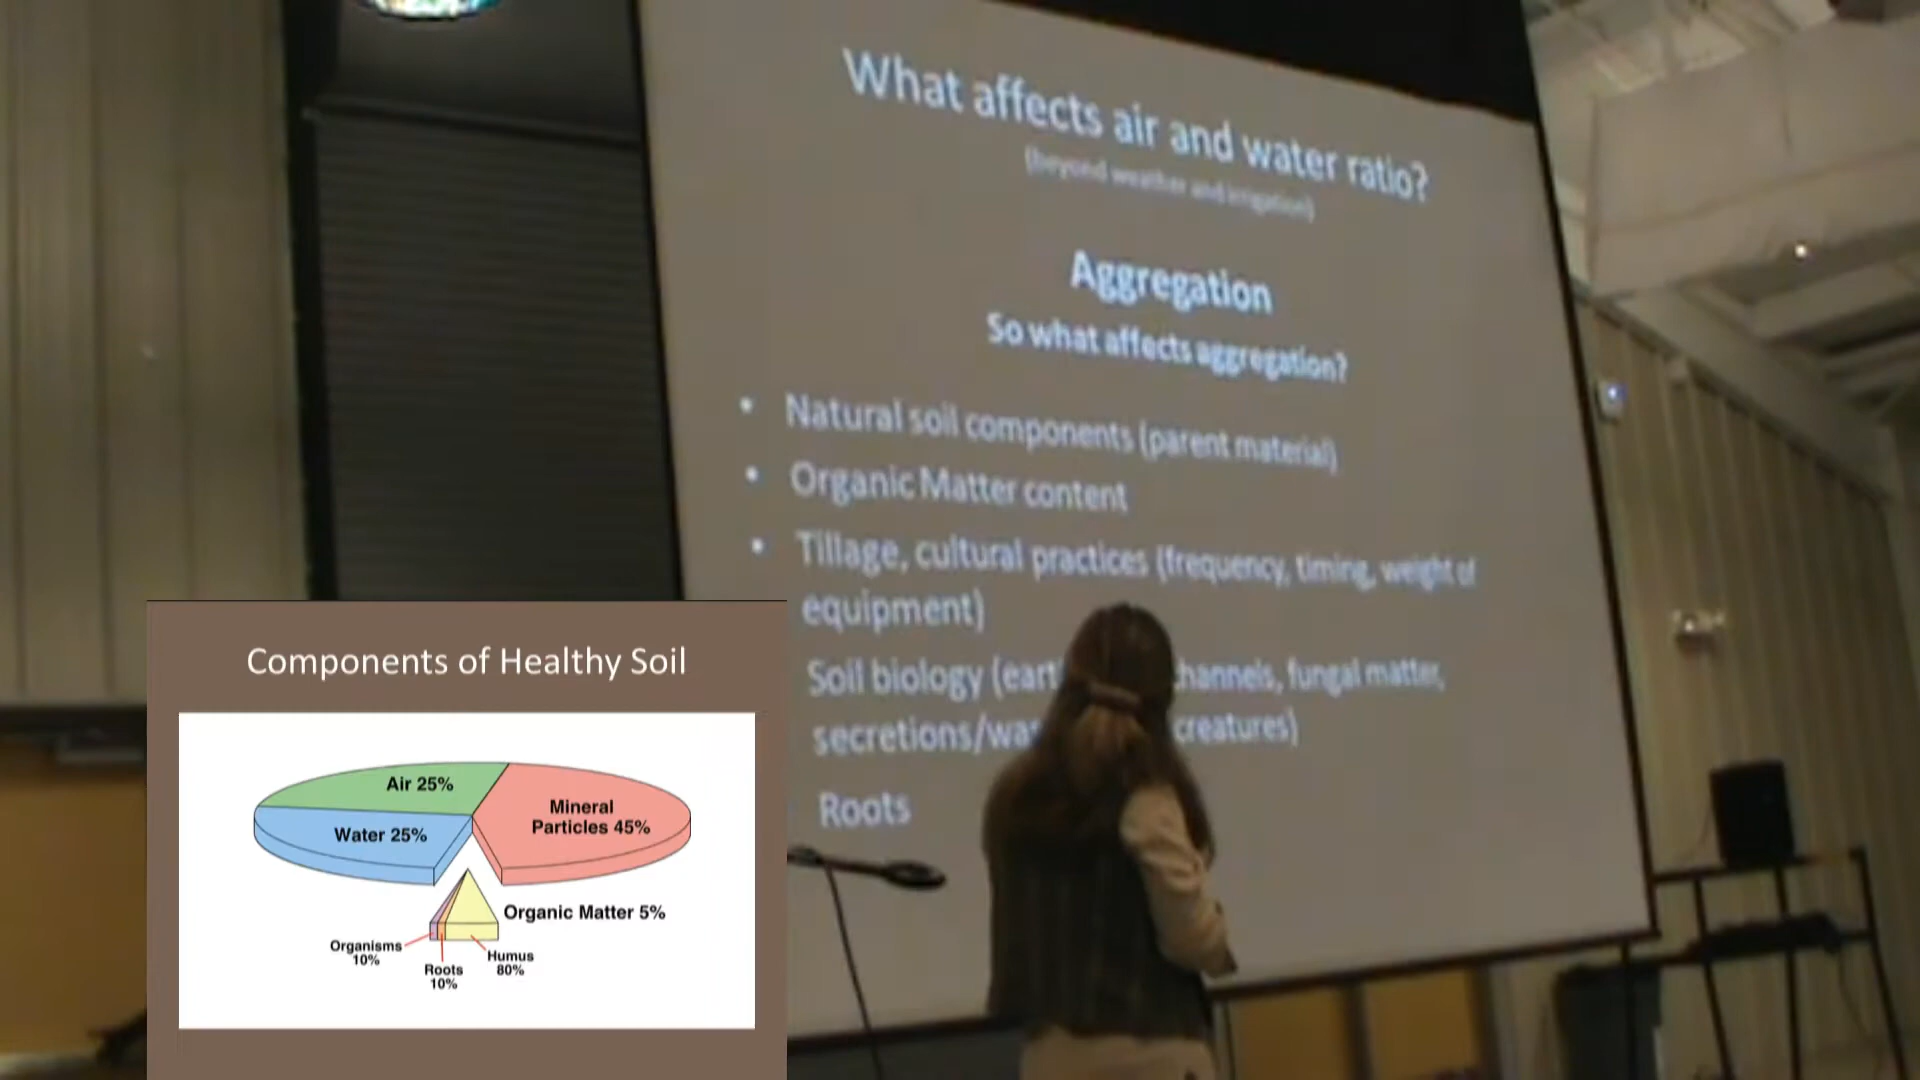 What affects air and water ratio?
(beyond weather and irrigation)
Aggregation
So what affects aggregation?
• Natural soil components (parent material)
• Organic Matter content
• Tillage, cultural practices (frequency, timing, weight of
equipment)
Soil biology (eart hannels, fungal matter,
secretions/was creatures)
Roots
Components of Healthy Soil
Air 25%
Mineral
Particles 45%
Water 25%
Organic Matter 5%
Organisms
10%
Roots
10%
Humus
80%